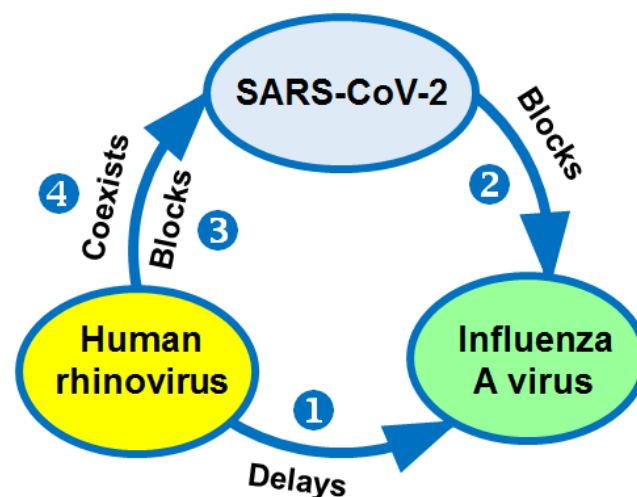 SARS-CoV-2
Blocks
2
4
Coexists
Blocks
3
Human
rhinovirus
Influenza
A virus
1
Delays